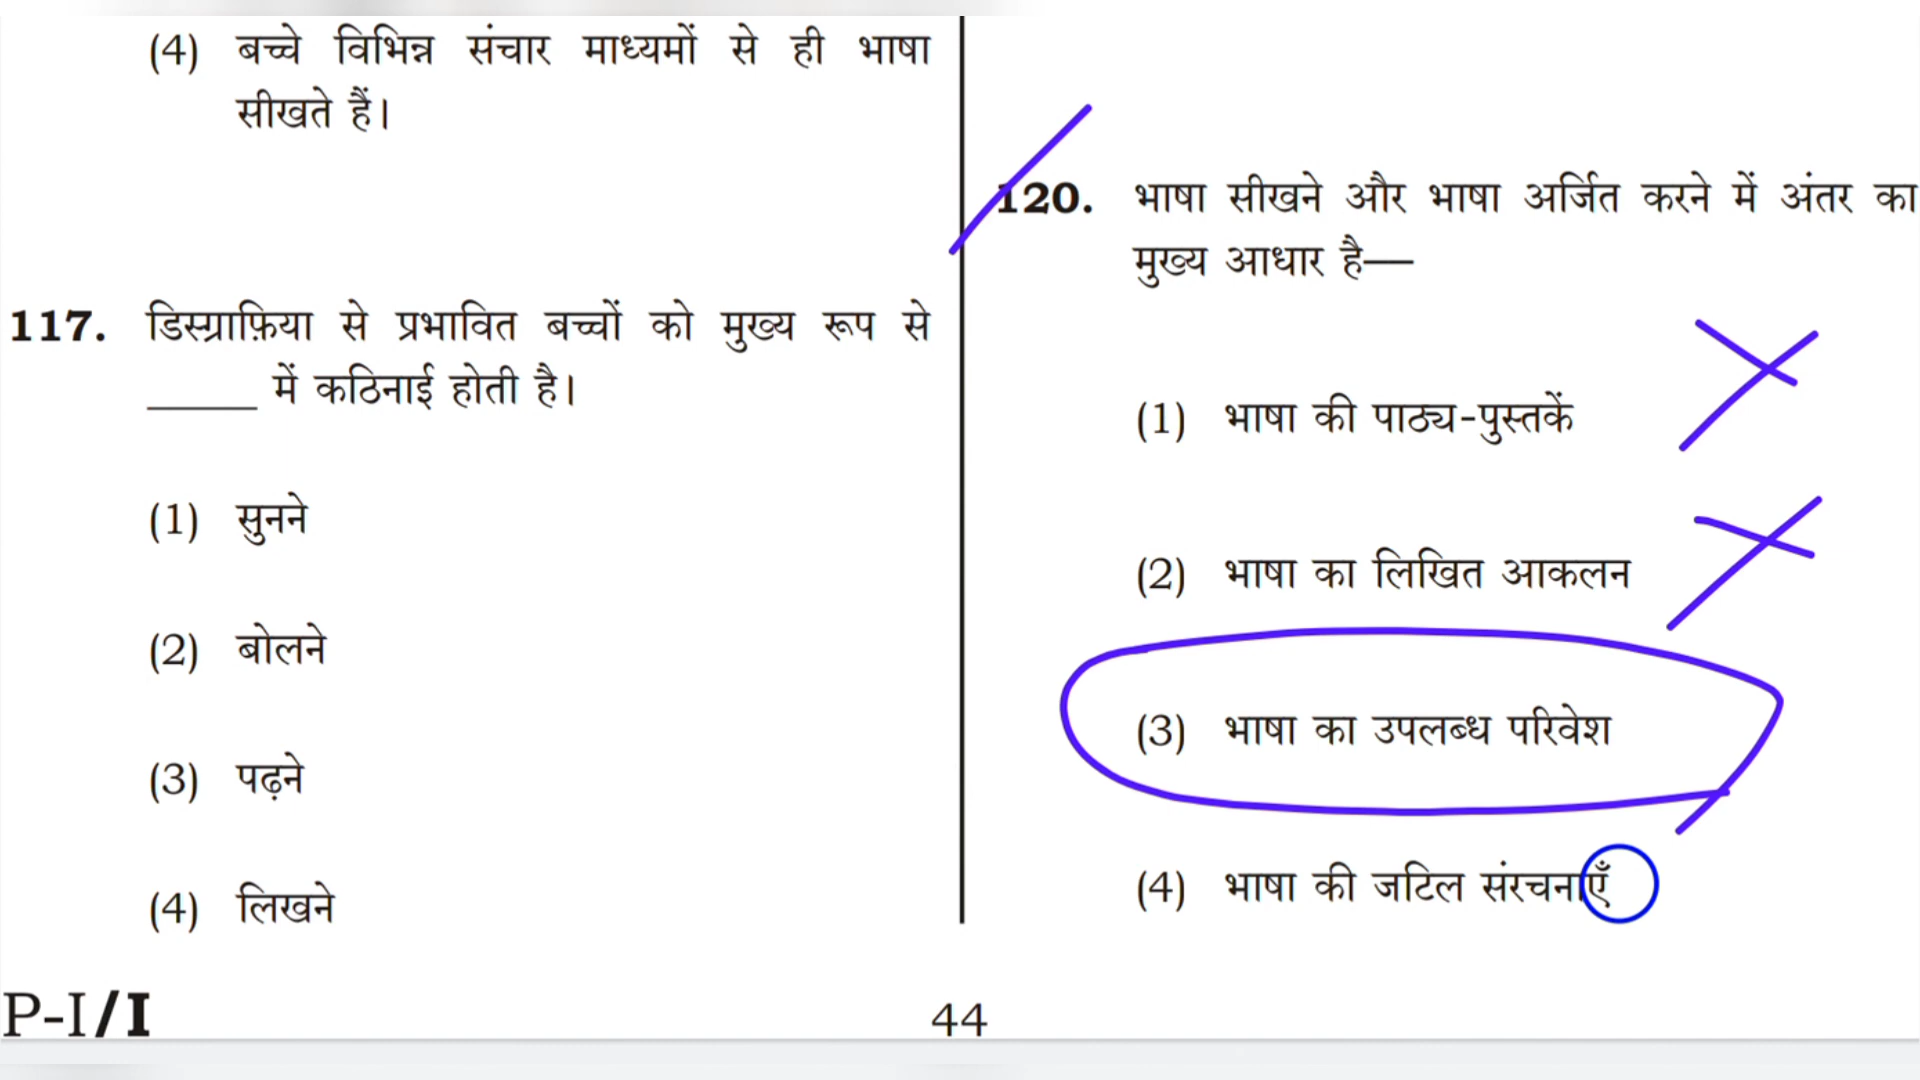 (4) बच्चे विभिन्न संचार माध्यमों से ही भाषा
सीखते हैं।
117. डिस्ग्राफ़िया से प्रभावित बच्चों को मुख्य रूप से
_____ में कठिनाई होती है।
(1) सुनने
(2) बोलने
(3) पढ़ने
(4) लिखने
120. भाषा सीखने और भाषा अर्जित करने में अंतर का
मुख्य आधार है—
(1) भाषा की पाठ्य-पुस्तकें
(2) भाषा का लिखित आकलन
(3) भाषा का उपलब्ध परिवेश
(4) भाषा की जटिल संरचनाएँ
P-I/I
44